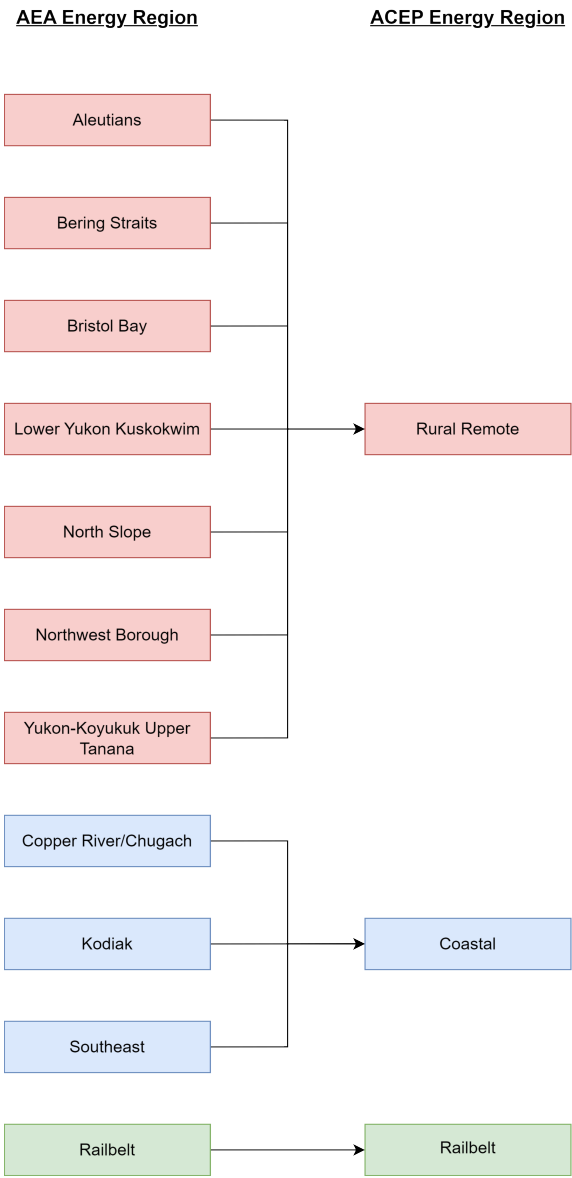 AEA Energy Region
ACEP Energy Region
Aleutians
Bering Straits
Bristol Bay
Lower Yukon Kuskokwim
Rural Remote
North Slope
Northwest Borough
Yukon-Koyukuk Upper
Tanana
Copper River/Chugach
Kodiak
Coastal
Southeast
Railbelt
Railbelt